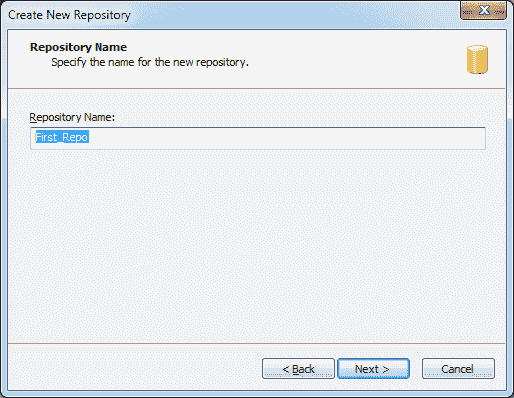 Create New Repository
Repository Name
Specify the name for the new repository.
Repository Name:
First_Repo
< Back
Next >
Cancel